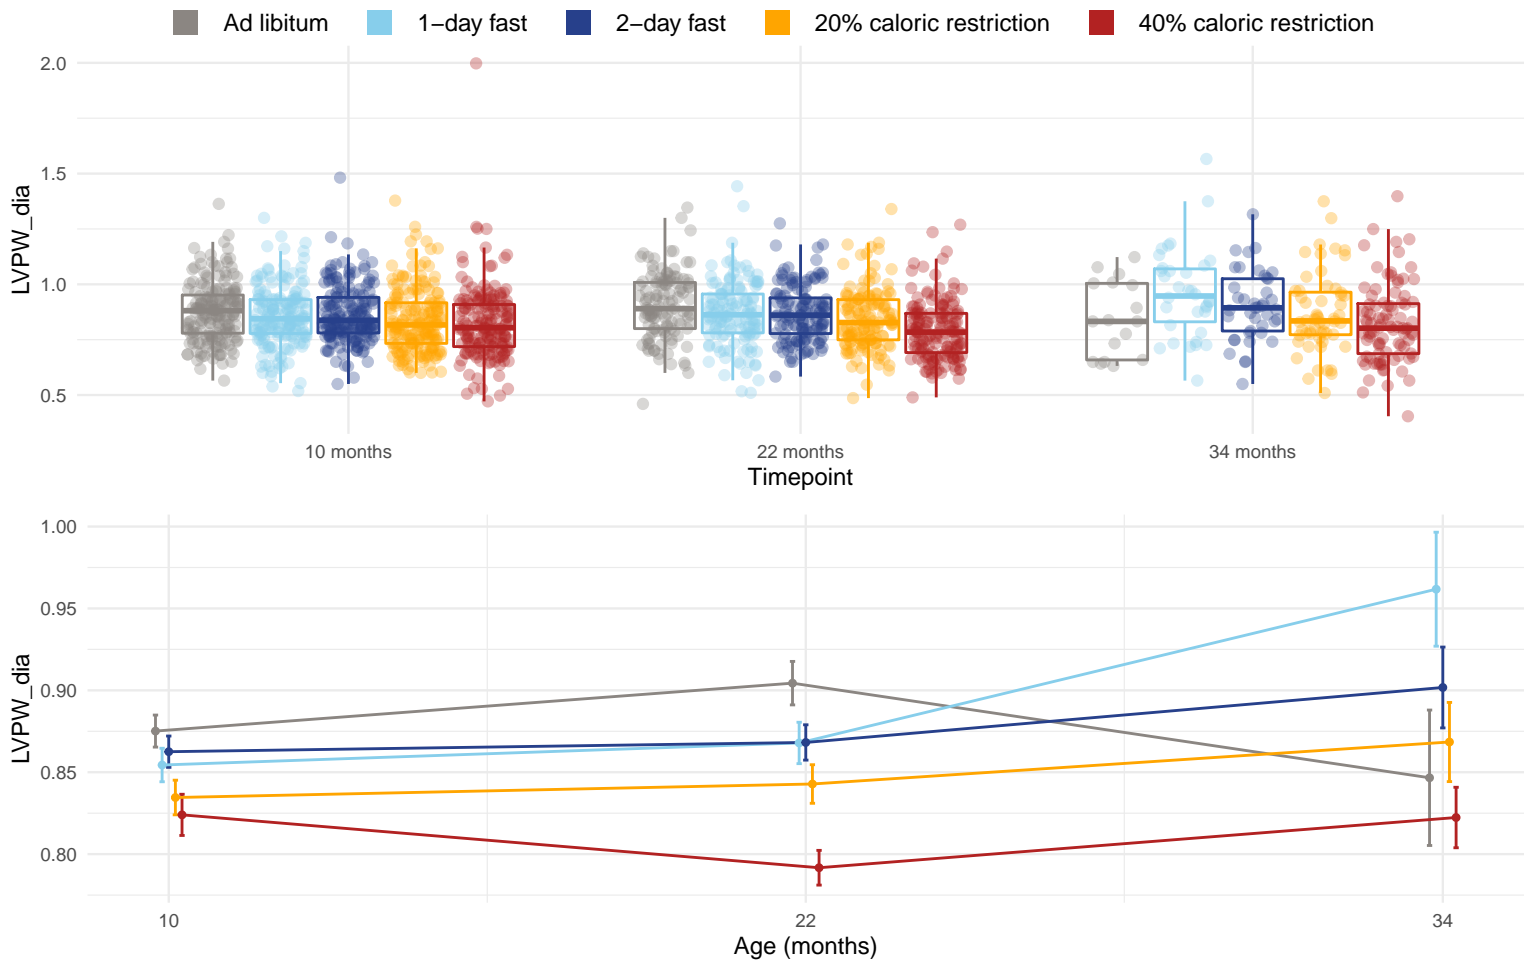 Ad libitum 1−day fast 2−day fast 20% caloric restriction 40% caloric restriction
2.0
1.5
1.0
0.5
LVPW_dia
10 months 22 months 34 months
Timepoint
1.00
0.95
0.90
0.85
0.80
LVPW_dia
10 22 34
Age (months)